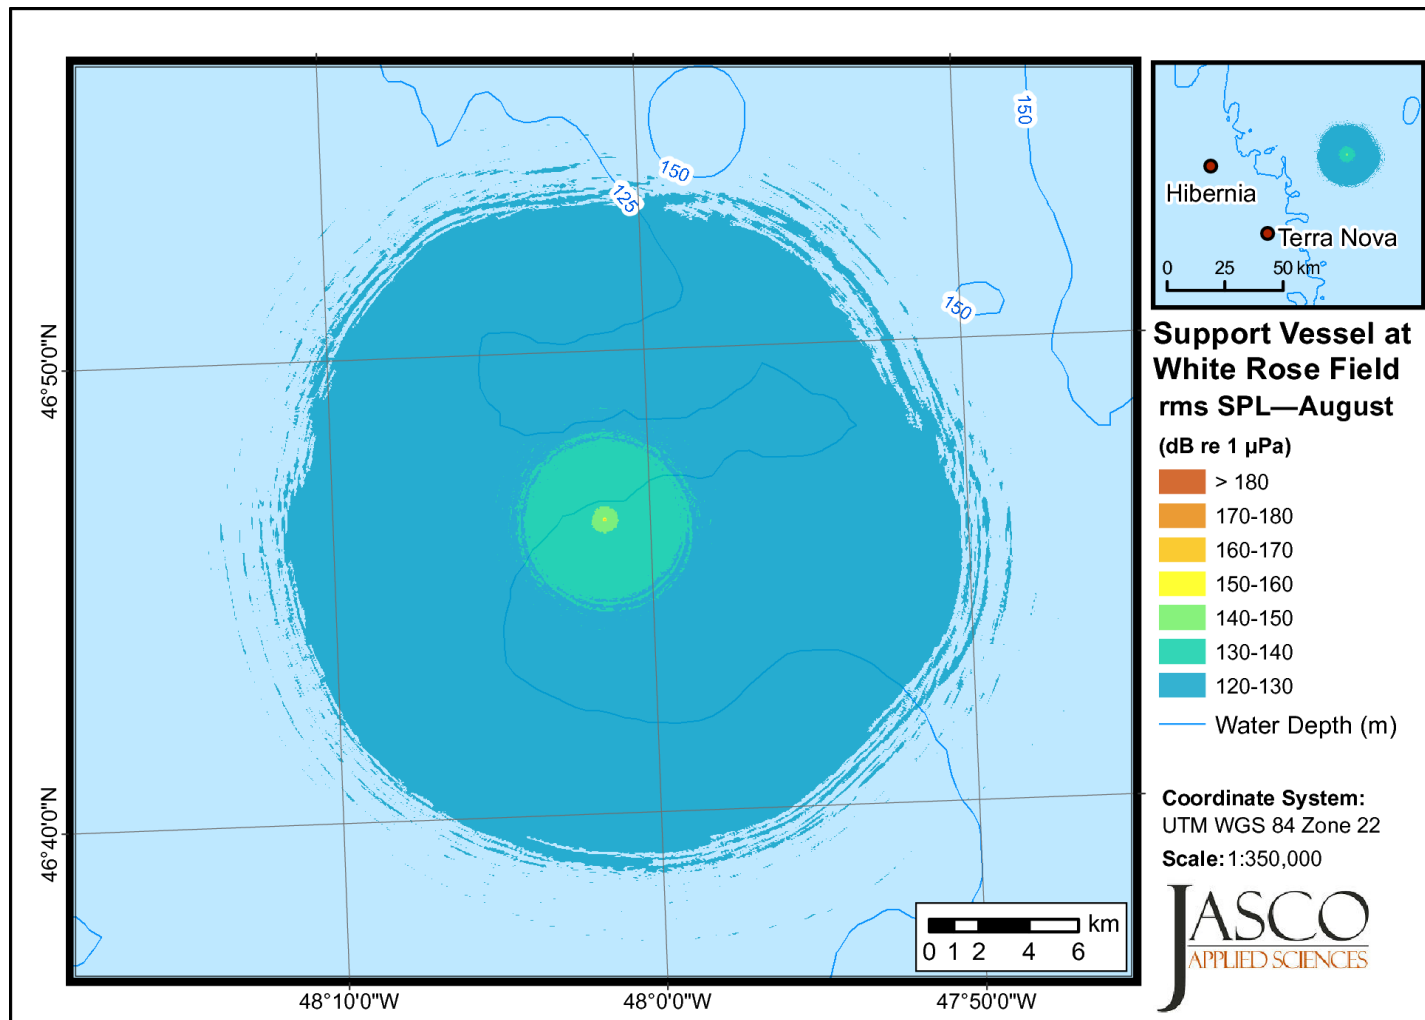 150
150
125
150
46°50'0"N
46°40'0"N
48°10'0"W
48°0'0"W
47°50'0"W
km
0 1 2 4 6
Hibernia
Terra Nova
0 25 50 km
Support Vessel at
White Rose Field
rms SPL—August
(dB re 1 µPa)
> 180
170-180
160-170
150-160
140-150
130-140
120-130
Water Depth (m)
Coordinate System:
UTM WGS 84 Zone 22
Scale: 1:350,000
JASCO
APPLIED SCIENCES